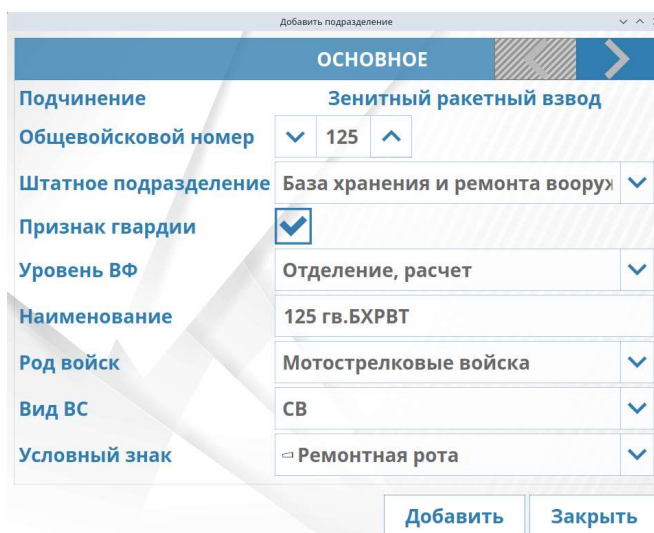 Добавить подразделение
ОСНОВНОЕ
Подчинение Зенитный ракетный взвод
Общевойсковой номер 125
Штатное подразделение База хранения и ремонта вооруж
Признак гвардии
Уровень ВФ Отделение, расчет
Наименование 125 гв.БХРВТ
Род войск Мотострелковые войска
Вид ВС СВ
Условный знак Ремонтная рота
Добавить Закрыть